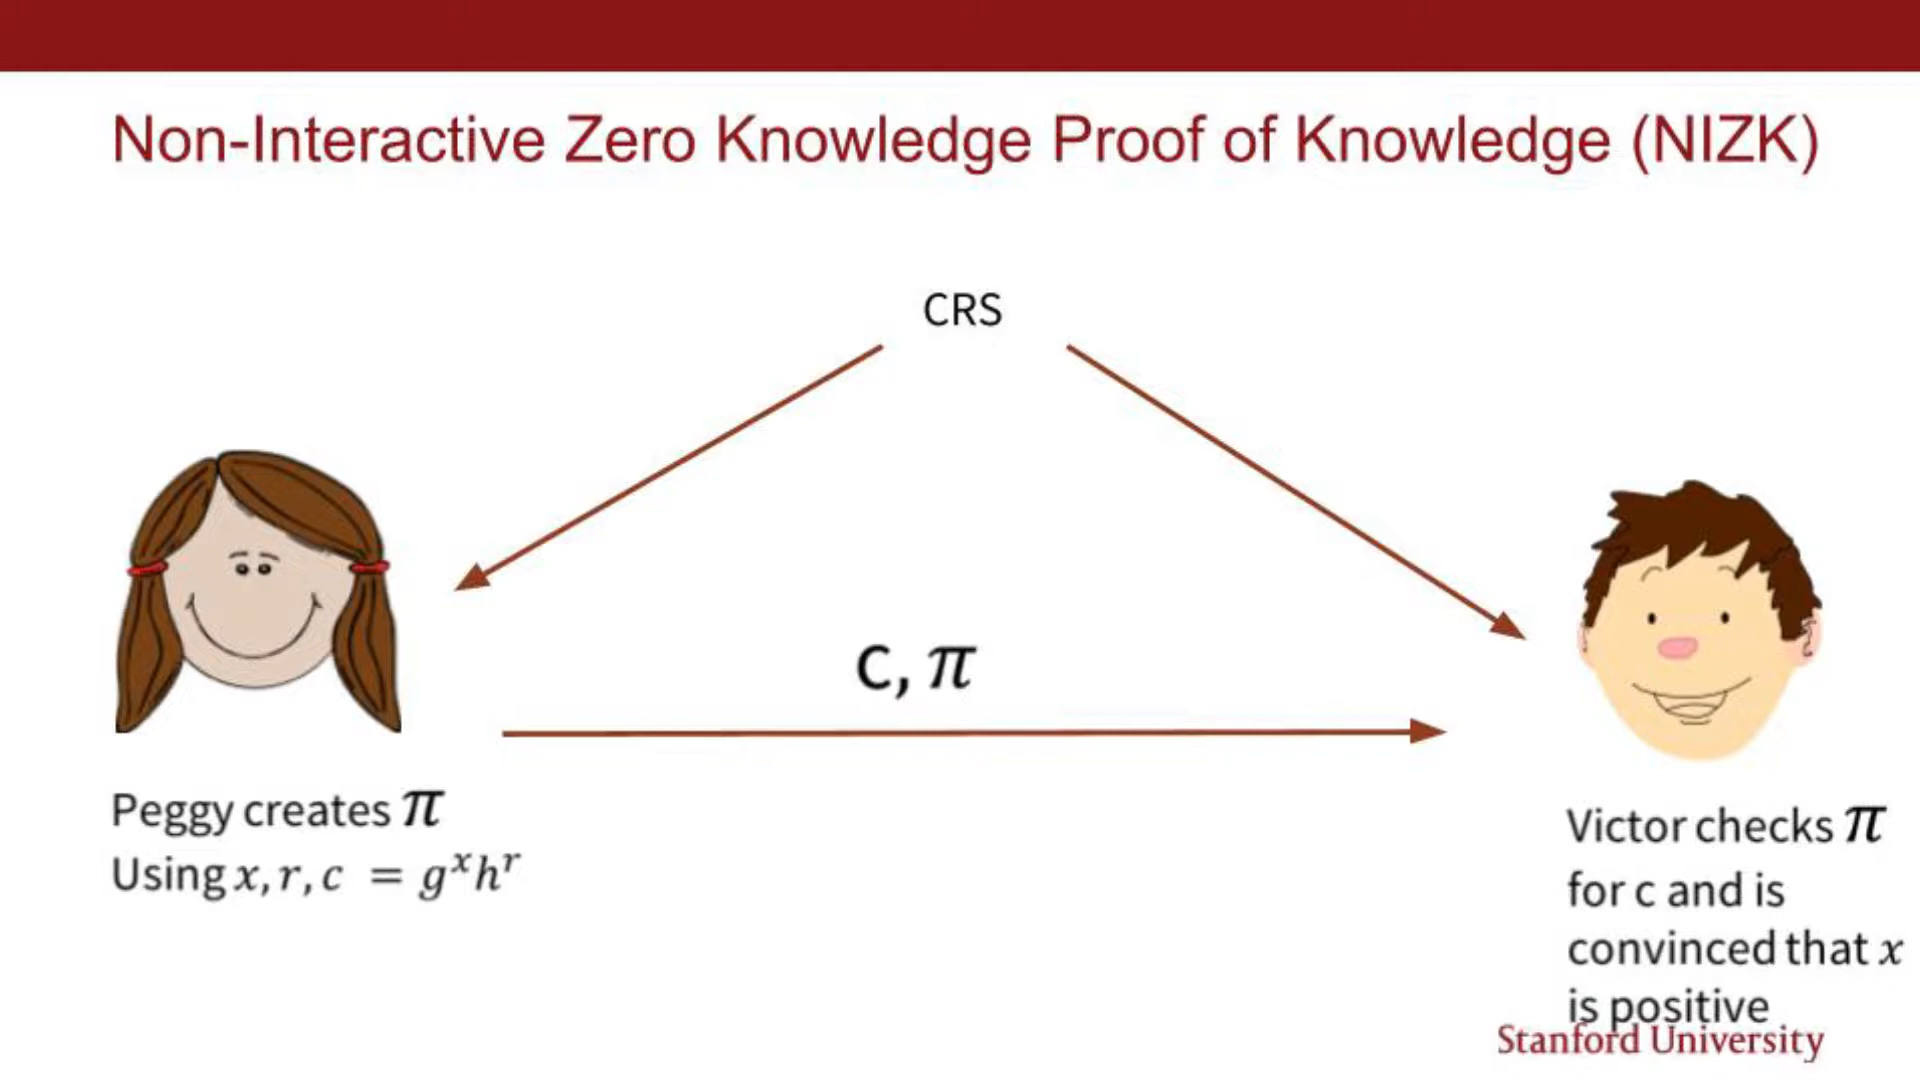 Non-Interactive Zero Knowledge Proof of Knowledge (NIZK)
CRS
C, π
Peggy creates π
Using x, r, c = gˣhʳ
Victor checks π
for c and is
convinced that x
is positive
Stanford University